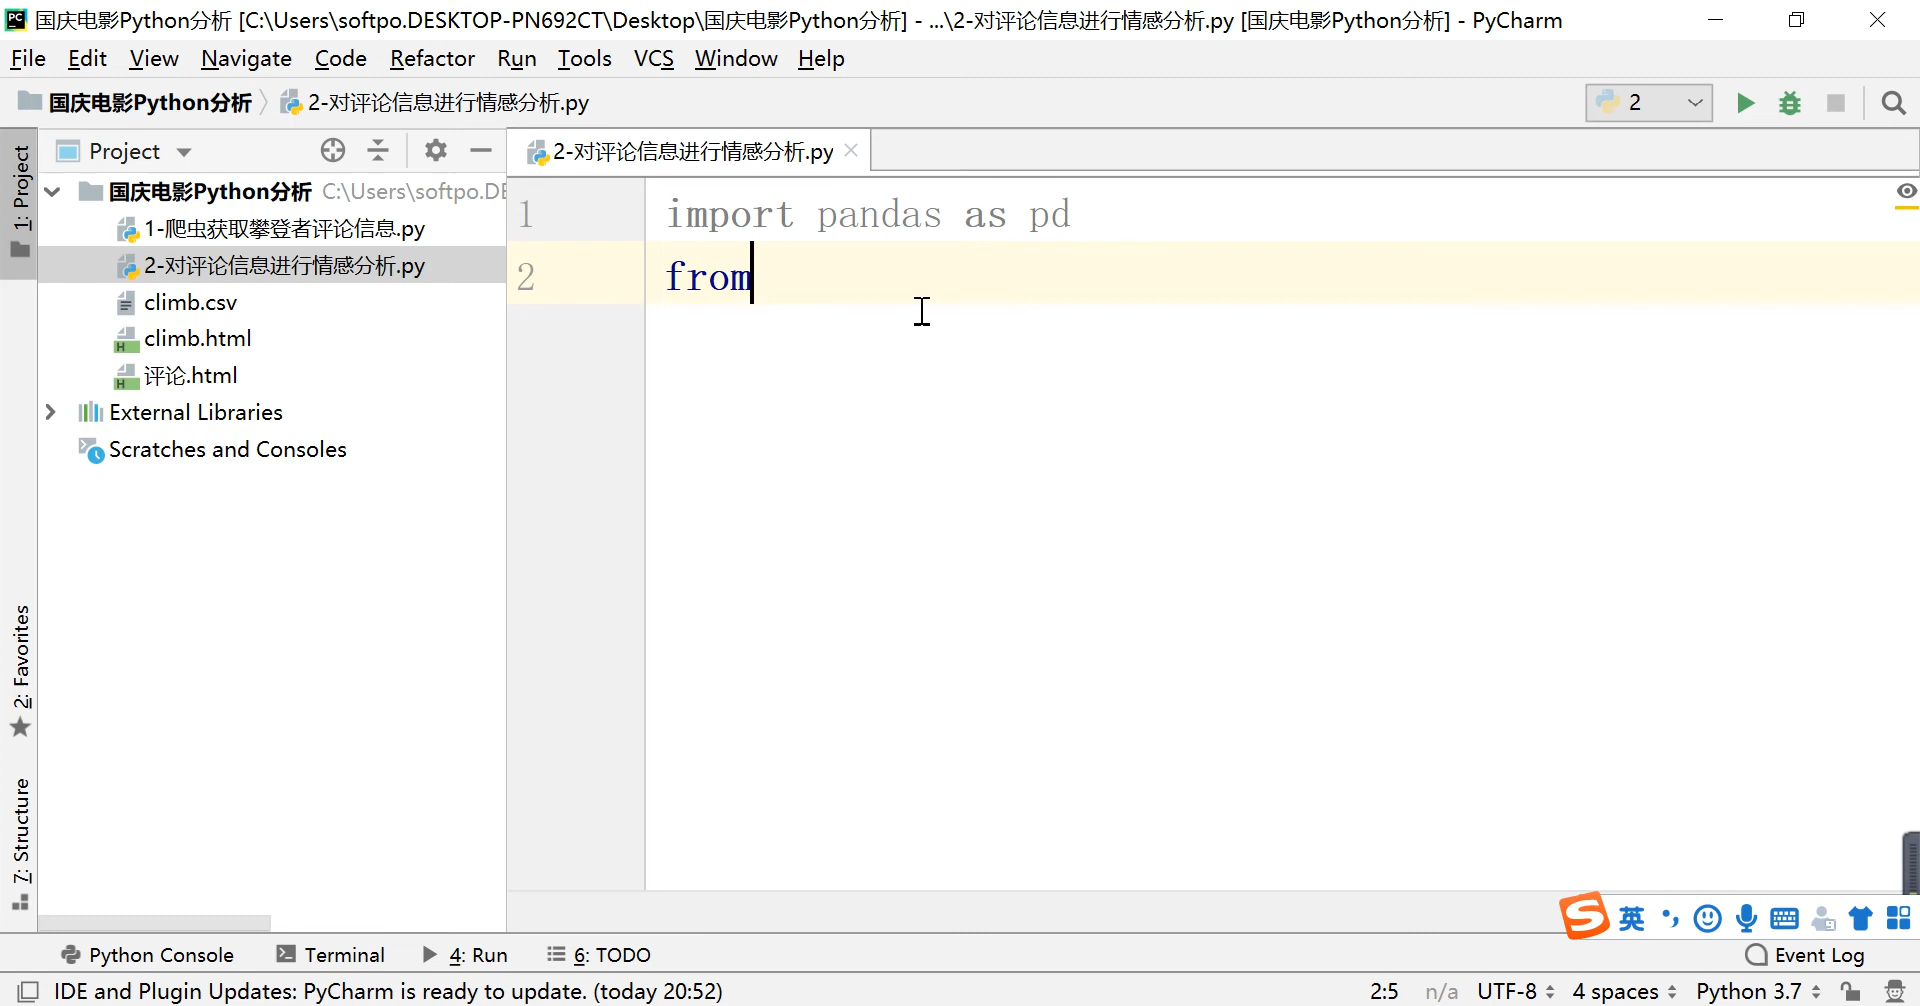 国庆电影Python分析 [C:\Users\softpo.DESKTOP-PN692CT\Desktop\国庆电影Python分析] - ...\2-对评论信息进行情感分析.py [国庆电影Python分析] - PyCharm
File Edit View Navigate Code Refactor Run Tools VCS Window Help
国庆电影Python分析 2-对评论信息进行情感分析.py 2
1: Project
Project
2-对评论信息进行情感分析.py
国庆电影Python分析 C:\Users\softpo.DE
1-爬虫获取攀登者评论信息.py
2-对评论信息进行情感分析.py
climb.csv
climb.html
评论.html
External Libraries
Scratches and Consoles
1 import pandas as pd
2 from
2: Favorites
7: Structure
英
Python Console Terminal 4: Run 6: TODO Event Log
IDE and Plugin Updates: PyCharm is ready to update. (today 20:52) 2:5 n/a UTF-8 4 spaces Python 3.7